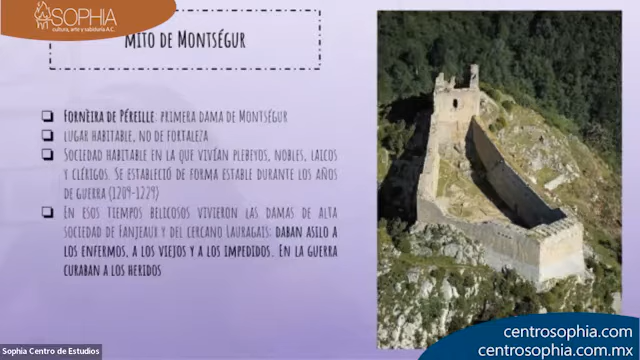 SOPHIA
cultura, arte y sabiduría A.C.
MITO DE MONTSÉGUR
❑ FORNÈIRA DE PÉREILLE: PRIMERA DAMA DE MONTSÉGUR
❑ LUGAR HABITABLE, NO DE FORTALEZA
❑ SOCIEDAD HABITABLE EN LA QUE VIVÍAN PLEBEYOS, NOBLES, LAICOS
Y CLÉRIGOS. SE ESTABLECIÓ DE FORMA ESTABLE DURANTE LOS AÑOS
DE GUERRA (1209-1229)
❑ EN ESOS TIEMPOS BELICOSOS VIVIERON LAS DAMAS DE ALTA
SOCIEDAD DE FANJEAUX Y DEL CERCANO LAURAGAIS: DABAN ASILO A
LOS ENFERMOS, A LOS VIEJOS Y A LOS IMPEDIDOS. EN LA GUERRA
CURABAN A LOS HERIDOS
Sophia Centro de Estudios
centrosophia.com
centrosophia.com.mx